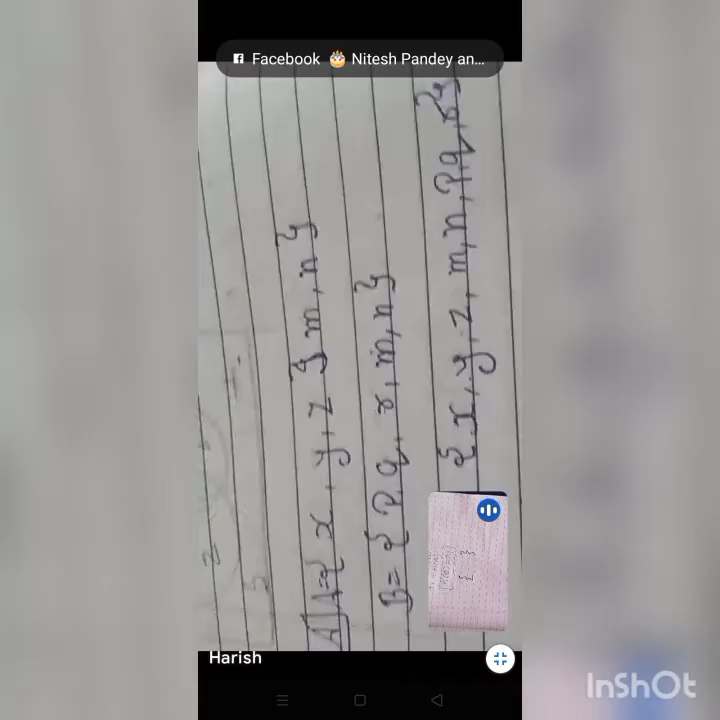 Facebook Nitesh Pandey an...
A) A={ x, y, z } m, n }
B= { p, q, r, m, n }
{ x, y, z, m, n, p, q, r }
Harish
InShOt